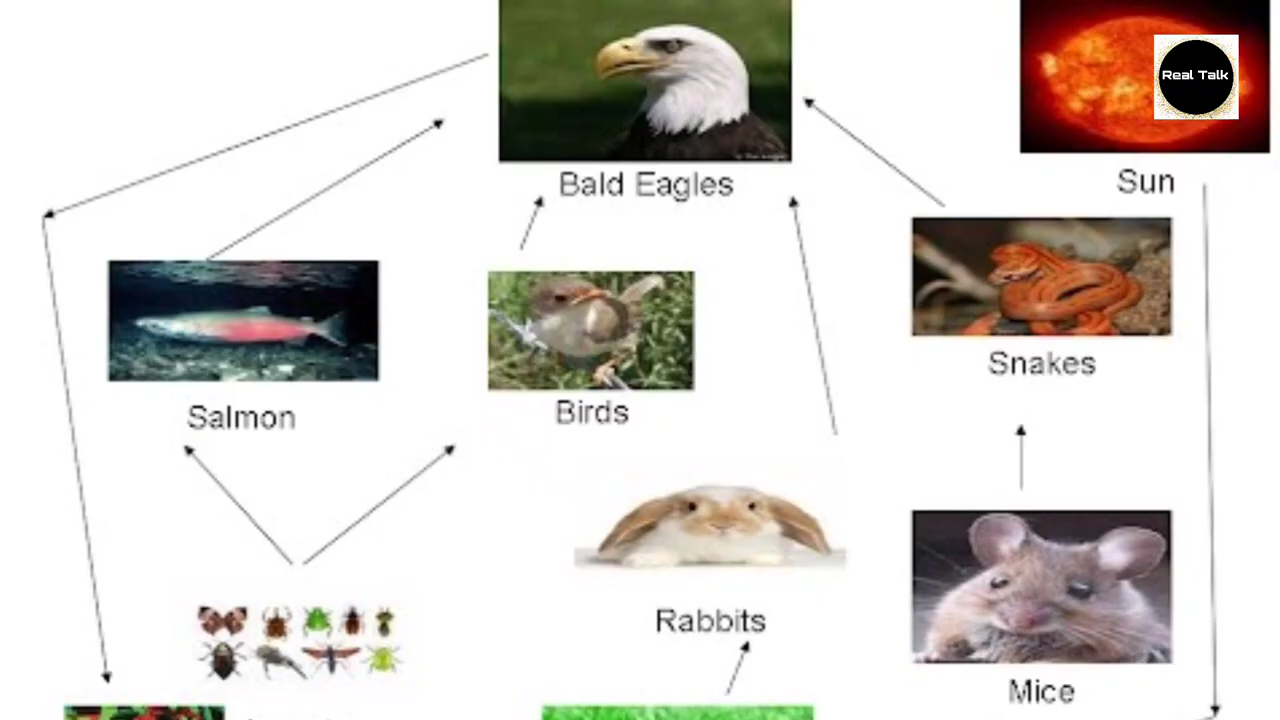 Real Talk
Bald Eagles
Sun
Snakes
Salmon
Birds
Rabbits
Mice